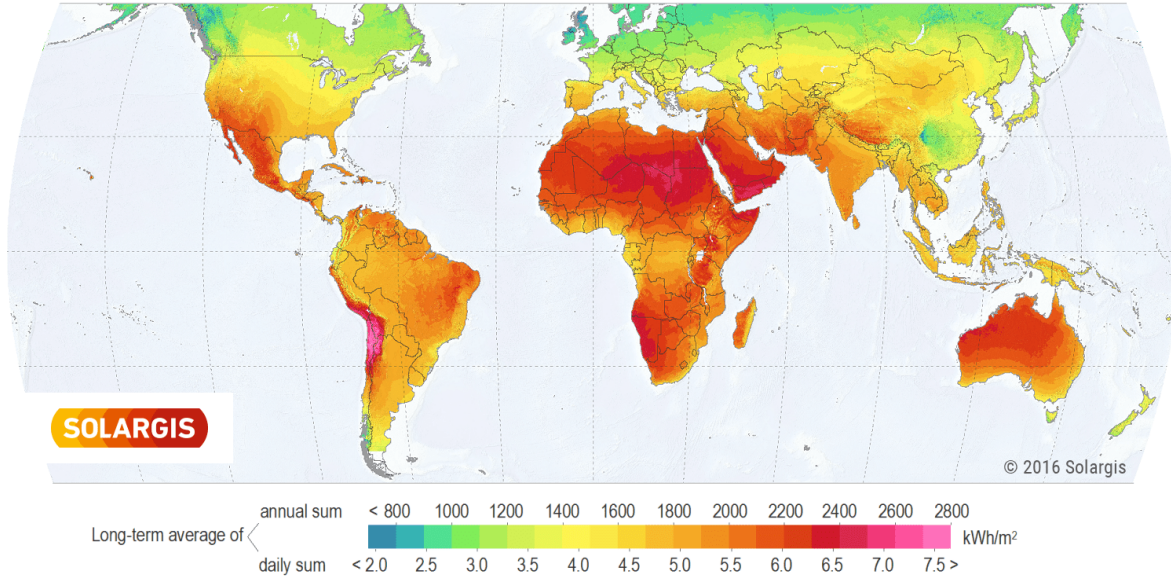 SOLARGIS
© 2016 Solargis
annual sum < 800 1000 1200 1400 1600 1800 2000 2200 2400 2600 2800
Long-term average of kWh/m²
daily sum < 2.0 2.5 3.0 3.5 4.0 4.5 5.0 5.5 6.0 6.5 7.0 7.5 >